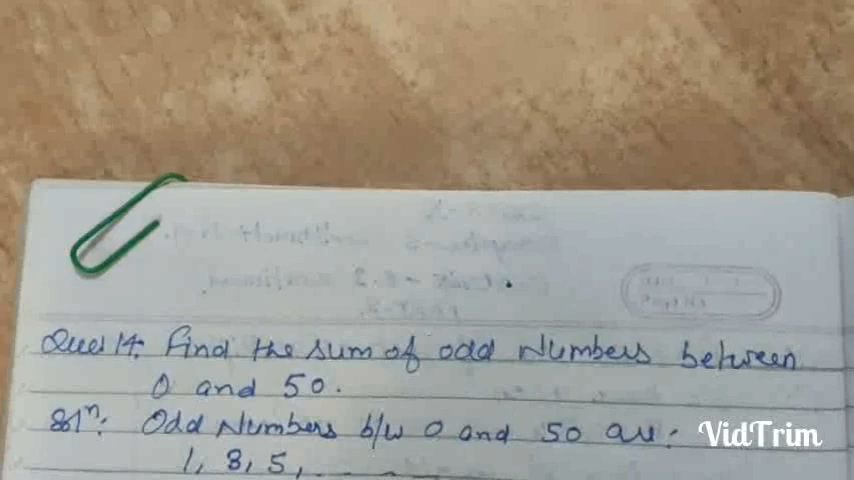 Ques 14. Find the sum of odd Numbers between
0 and 50.
Solⁿ: Odd Numbers b/w 0 and 50 are:
1, 3, 5, - - - -
VidTrim